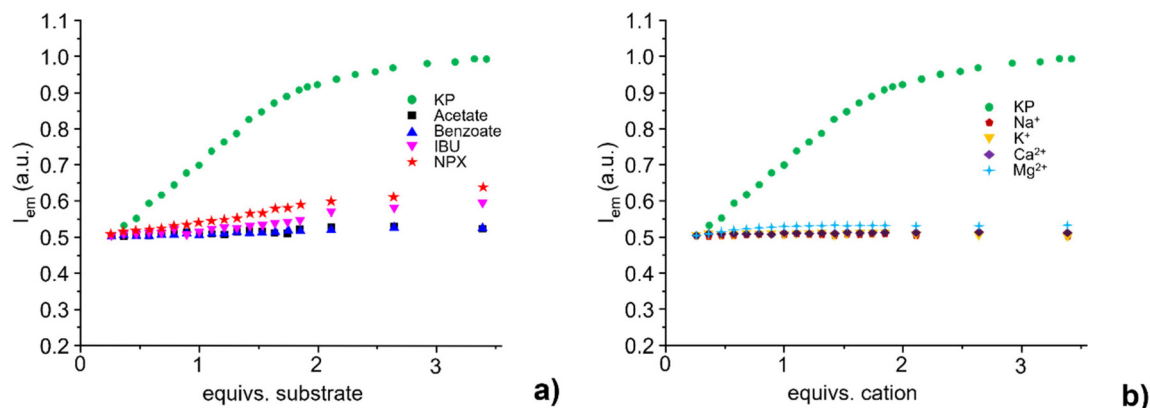 1.1
1.0
0.9
0.8
0.7
0.6
0.5
0.4
0.3
0.2
I_em (a.u.)
KP
Acetate
Benzoate
IBU
NPX
0 1 2 3
equivs. substrate
a)
1.1
1.0
0.9
0.8
0.7
0.6
0.5
0.4
0.3
0.2
I_em (a.u.)
KP
Na⁺
K⁺
Ca²⁺
Mg²⁺
0 1 2 3
equivs. cation
b)